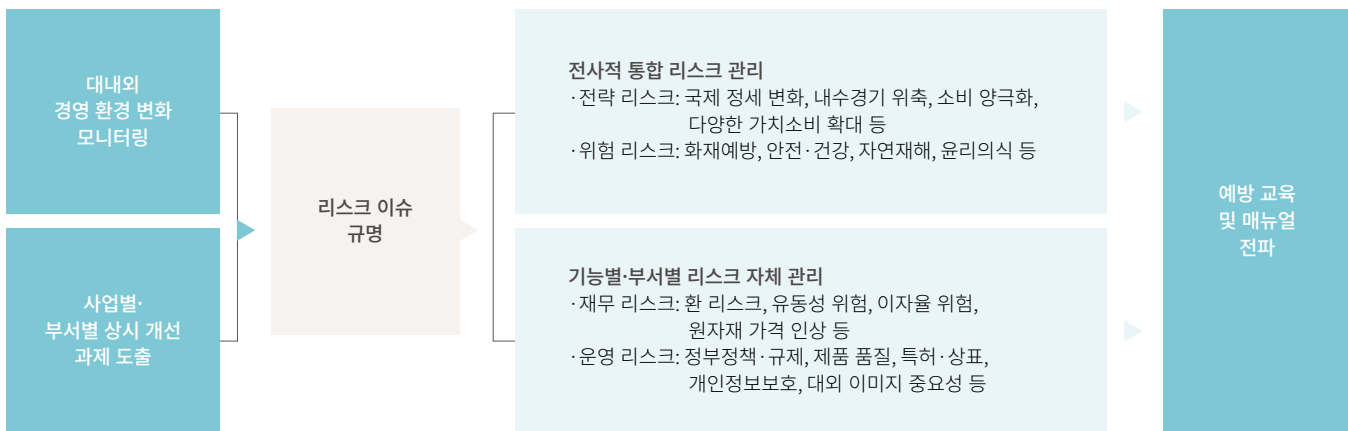 대내외
경영 환경 변화
모니터링
사업별·
부서별 상시 개선
과제 도출
리스크 이슈
규명
전사적 통합 리스크 관리
·전략 리스크: 국제 정세 변화, 내수경기 위축, 소비 양극화,
다양한 가치소비 확대 등
·위험 리스크: 화재예방, 안전·건강, 자연재해, 윤리의식 등
기능별·부서별 리스크 자체 관리
·재무 리스크: 환 리스크, 유동성 위험, 이자율 위험,
원자재 가격 인상 등
·운영 리스크: 정부정책·규제, 제품 품질, 특허·상표,
개인정보보호, 대외 이미지 중요성 등
예방 교육
및 매뉴얼
전파